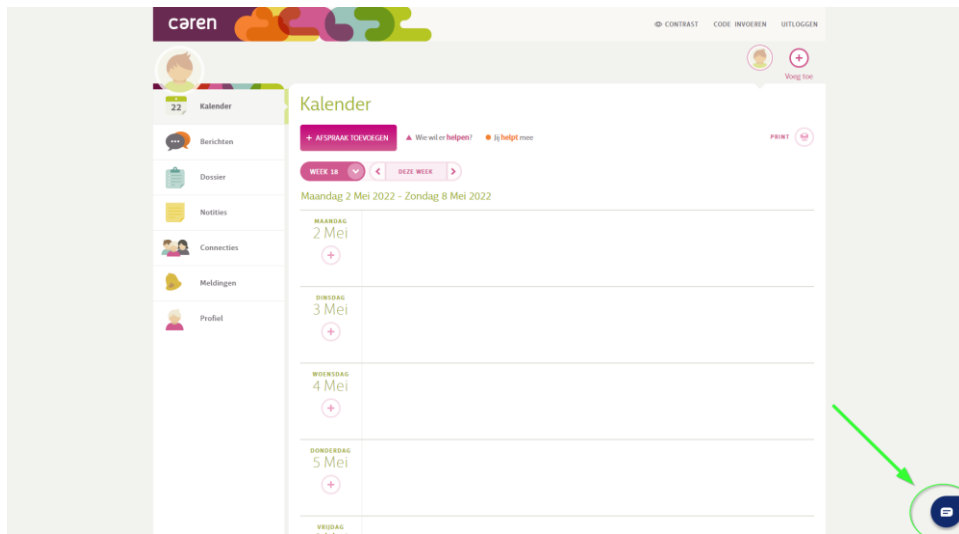 caren
CONTRAST CODE INVOEREN UITLOGGEN
Voeg toe
22 Kalender
Berichten
Dossier
Notities
Connecties
Meldingen
Profiel
Kalender
+ AFSPRAAK TOEVOEGEN Wie wil er helpen? Jij helpt mee PRINT
WEEK 18 DEZE WEEK
Maandag 2 Mei 2022 – Zondag 8 Mei 2022
MAANDAG
2 Mei
DINSDAG
3 Mei
WOENSDAG
4 Mei
DONDERDAG
5 Mei
VRIJDAG